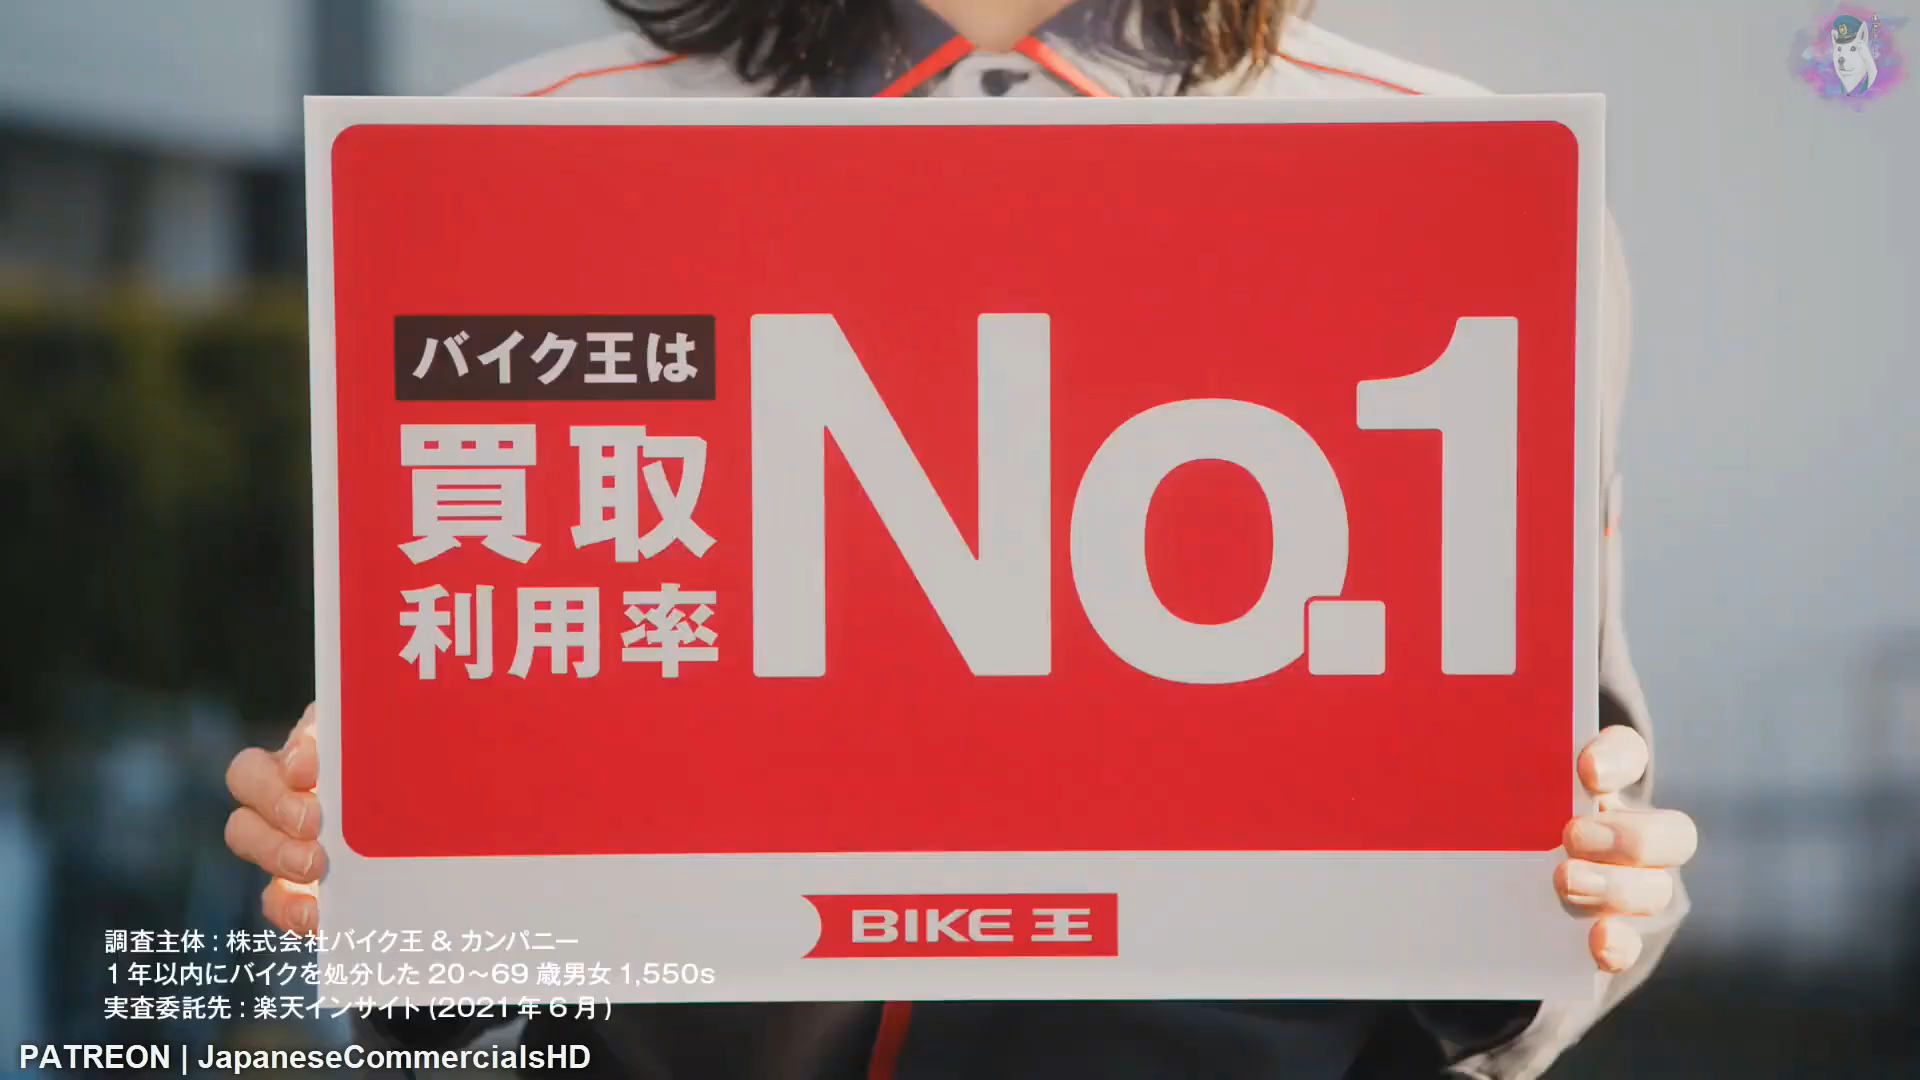 バイク王は
買取
利用率
No.1
BIKE 王
調査主体 : 株式会社バイク王 & カンパニー
1年以内にバイクを処分した 20〜69 歳男女 1,550s
実査委託先 : 楽天インサイト (2021 年 6 月)
PATREON | JapaneseCommercialsHD